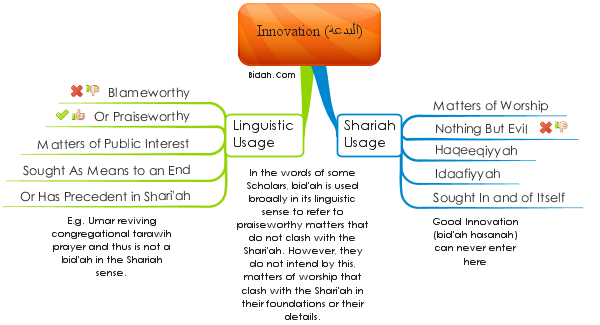 Innovation (البدعة)
Bidah.Com
Blameworthy
Or Praiseworthy
Matters of Public Interest
Sought As Means to an End
Or Has Precedent in Shari'ah
E.g. Umar reviving
congregational tarawih
prayer and thus is not a
bid'ah in the Shariah
sense.
Linguistic
Usage
In the words of some
Scholars, bid'ah is used
broadly in its linguistic
sense to refer to
praiseworthy matters that
do not clash with the
Shari'ah. However, they
do not intend by this,
matters of worship that
clash with the Shari'ah in
their foundations or their
details.
Shariah
Usage
Matters of Worship
Nothing But Evil
Haqeeqiyyah
Idaafiyyah
Sought In and of Itself
Good Innovation
(bid'ah hasanah)
can never enter
here